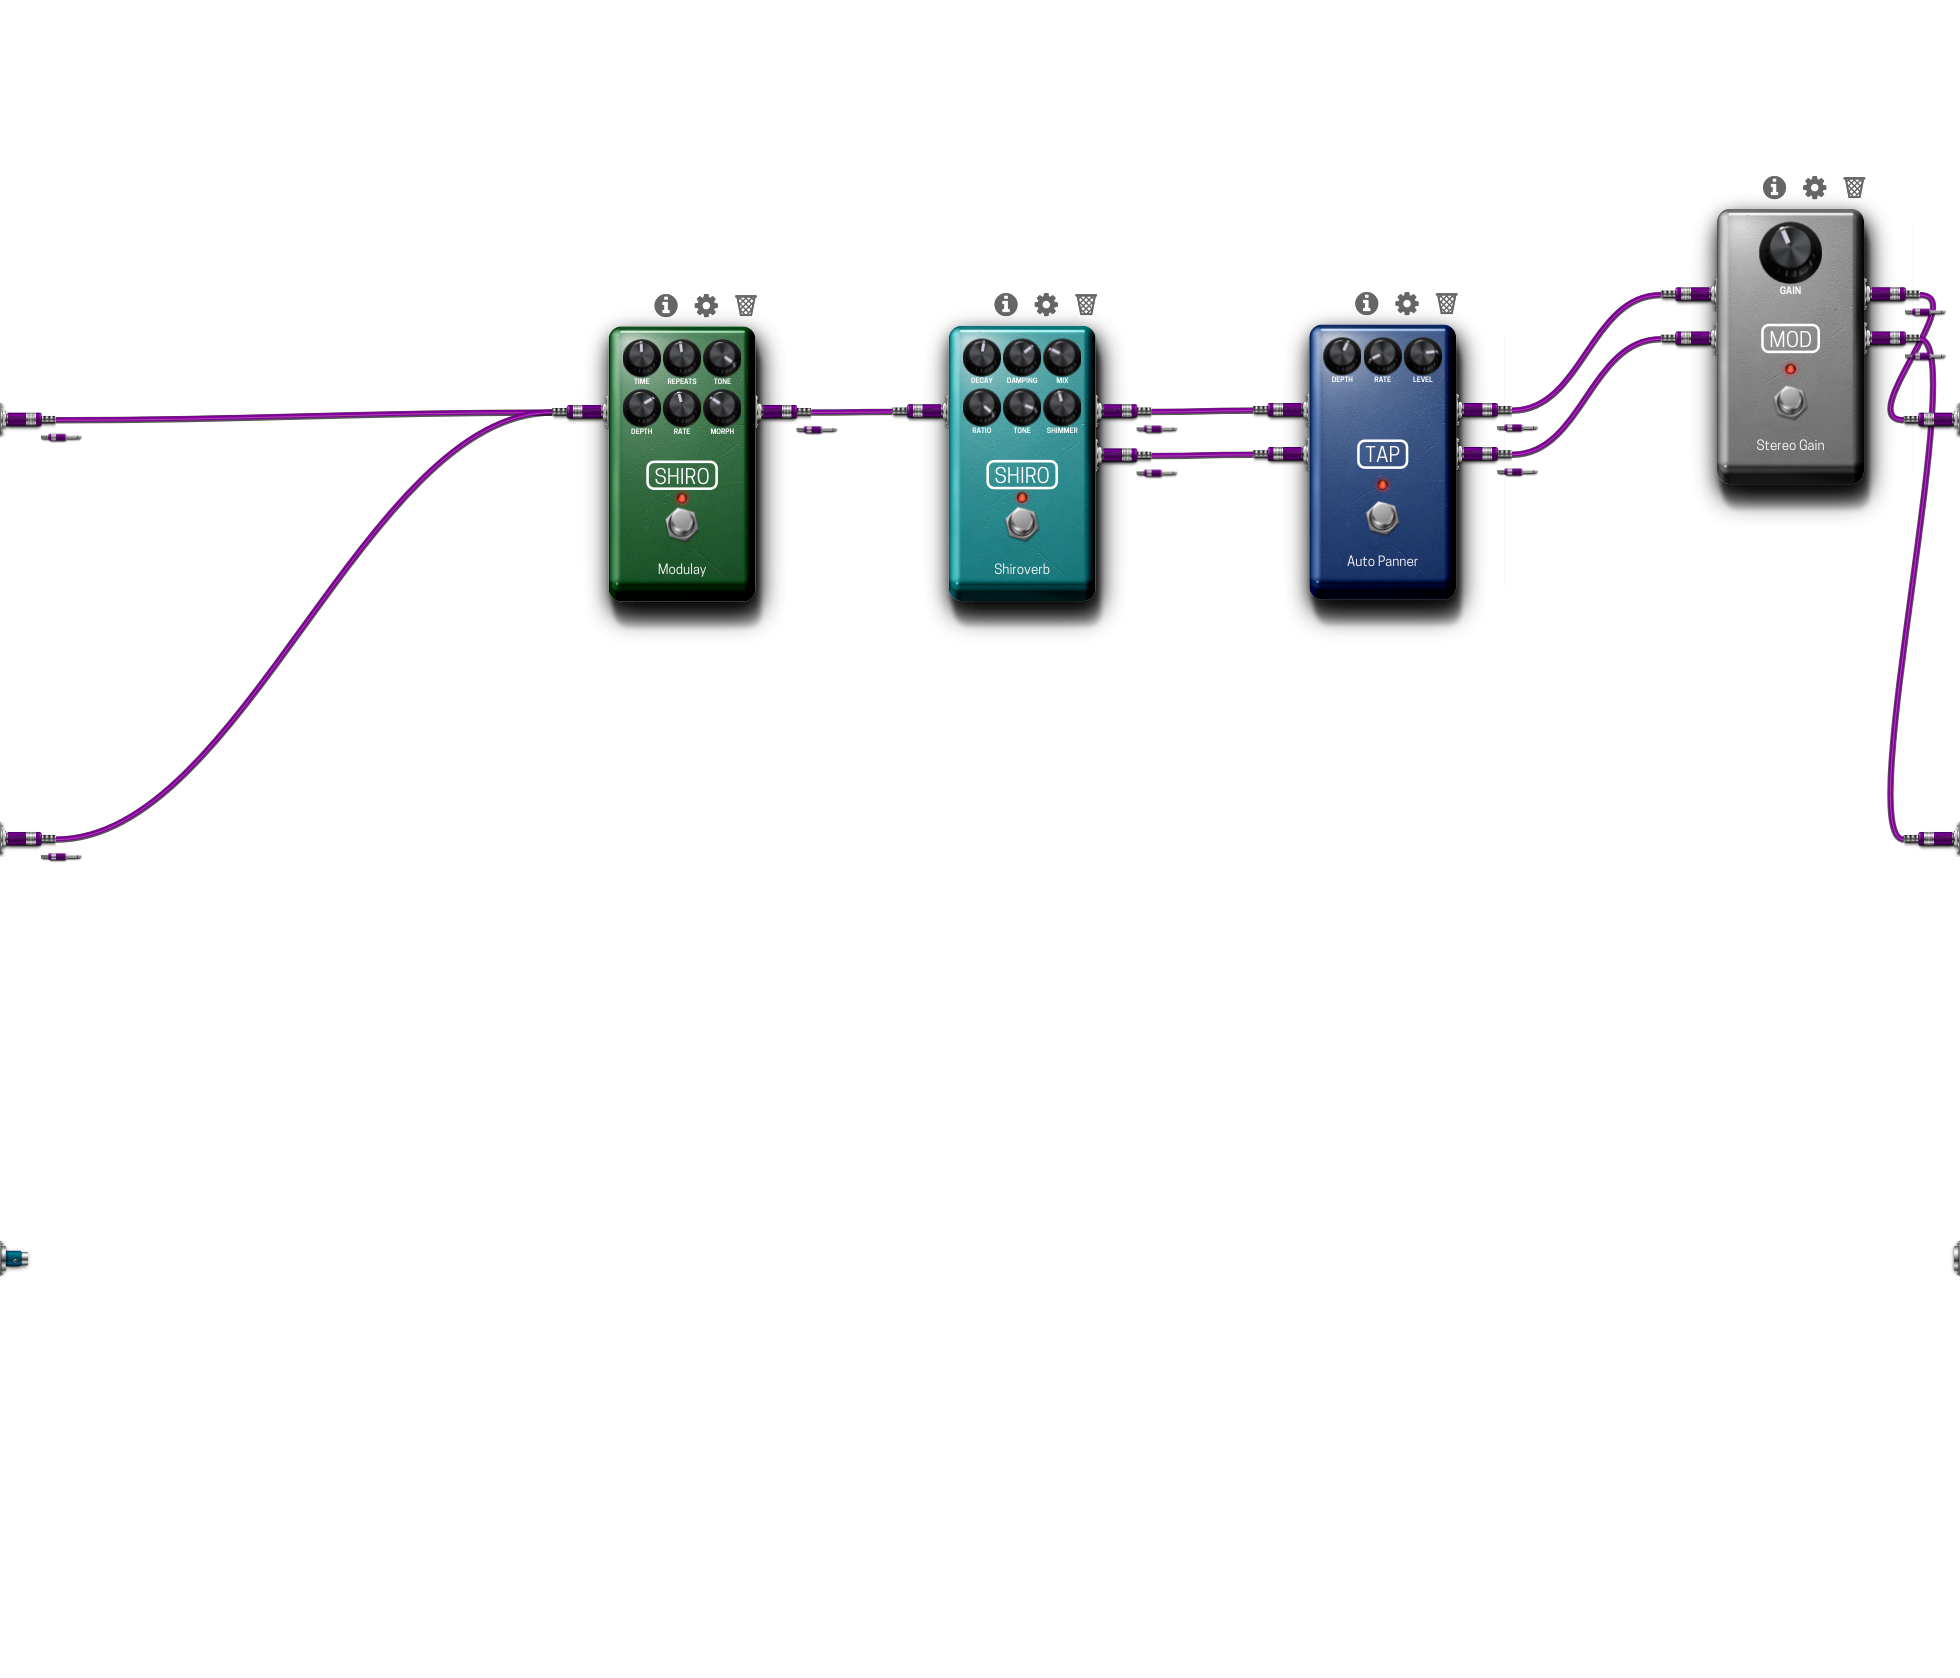 TIME REPEATS TONE
DEPTH RATE MORPH
SHIRO
Modulay
DECAY DAMPING MIX
RATIO TONE SHIMMER
SHIRO
Shiroverb
DEPTH RATE LEVEL
TAP
Auto Panner
GAIN
MOD
Stereo Gain